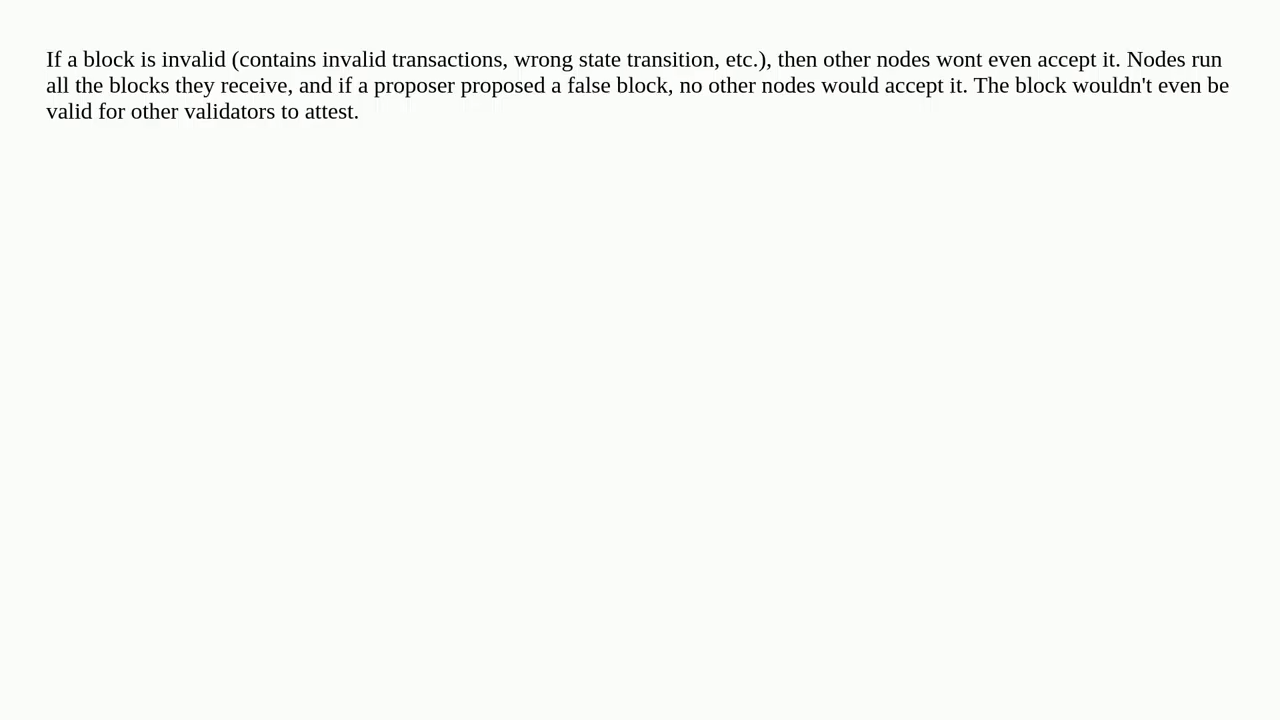 If a block is invalid (contains invalid transactions, wrong state transition, etc.), then other nodes wont even accept it. Nodes run
all the blocks they receive, and if a proposer proposed a false block, no other nodes would accept it. The block wouldn't even be
valid for other validators to attest.